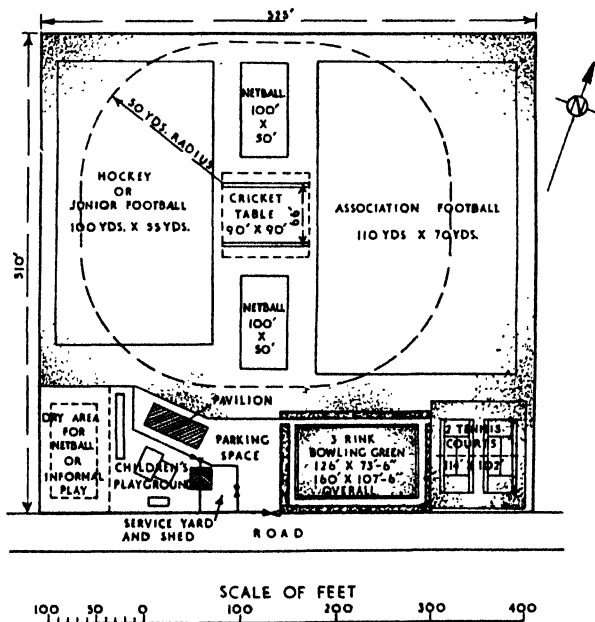 525'
510'
N
50 YDS. RADIUS
NETBALL
100'
X
50'
HOCKEY
OR
JUNIOR FOOTBALL
100 YDS. X 55 YDS.
CRICKET
TABLE
90' X 90'
66'
ASSOCIATION FOOTBALL
110 YDS X 70 YDS.
NETBALL
100'
X
50'
PAVILION
DRY AREA
FOR
NETBALL
OR
INFORMAL
PLAY
PARKING
SPACE
CHILDREN'S
PLAYGROUND
3 RINK
BOWLING GREEN
126' X 73'-6"
160' X 107'-6"
OVERALL
2 TENNIS
COURTS
114' X 102'
SERVICE YARD
AND SHED
ROAD
SCALE OF FEET
100 50 0 100 200 300 400